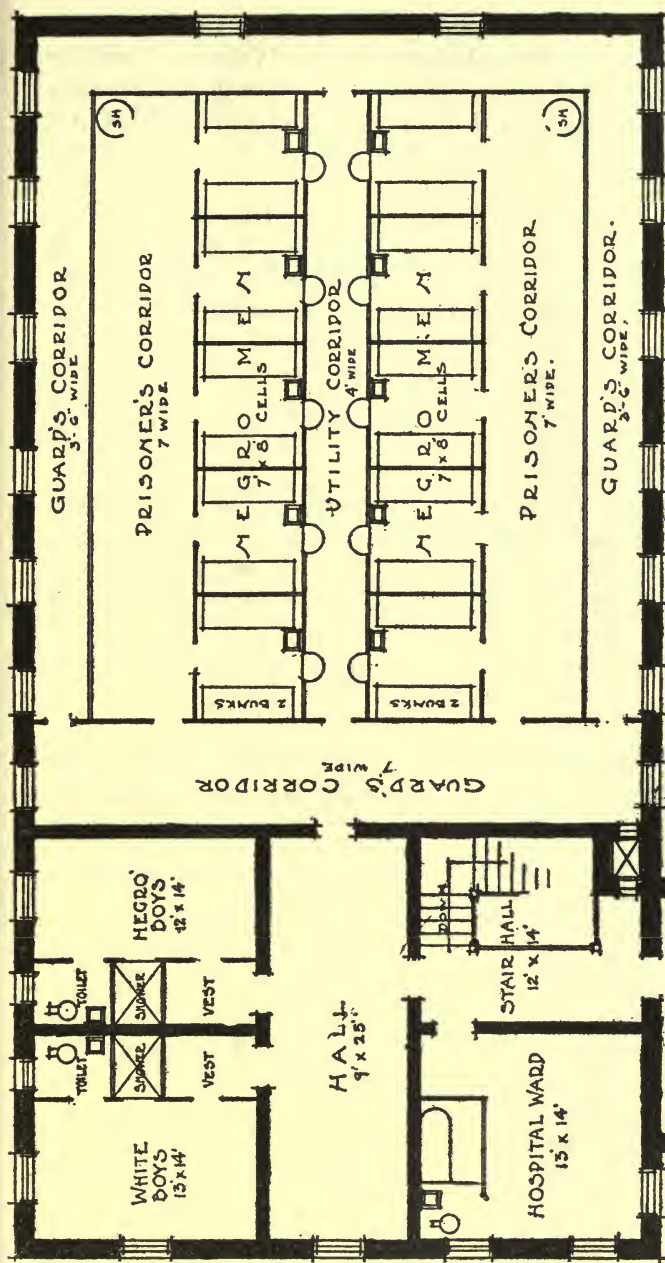 GUARD'S CORRIDOR
3'-6" WIDE
PRISONER'S CORRIDOR
7' WIDE
SH
NEGRO MEN
7' x 8' CELLS
2 BUNKS
UTILITY CORRIDOR
4' WIDE
NEGRO MEN
7' x 8' CELLS
2 BUNKS
PRISONER'S CORRIDOR
7' WIDE.
SH
GUARD'S CORRIDOR.
3'-6" WIDE.
GUARD'S CORRIDOR
7' WIDE
NEGRO
BOYS
12' x 14'
TOILET
SHOWER
VEST
TOILET
SHOWER
VEST
WHITE
BOYS
13' x 14'
HALL
9' x 25'
DOWN
STAIR HALL
12' x 14'
HOSPITAL WARD
13' x 14'